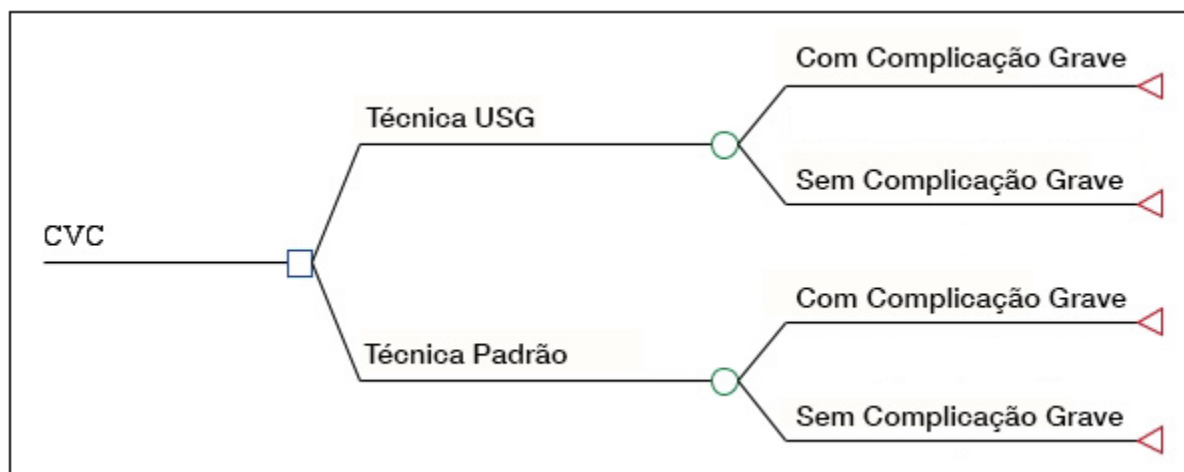 Com Complicação Grave
Técnica USG
Sem Complicação Grave
CVC
Com Complicação Grave
Técnica Padrão
Sem Complicação Grave